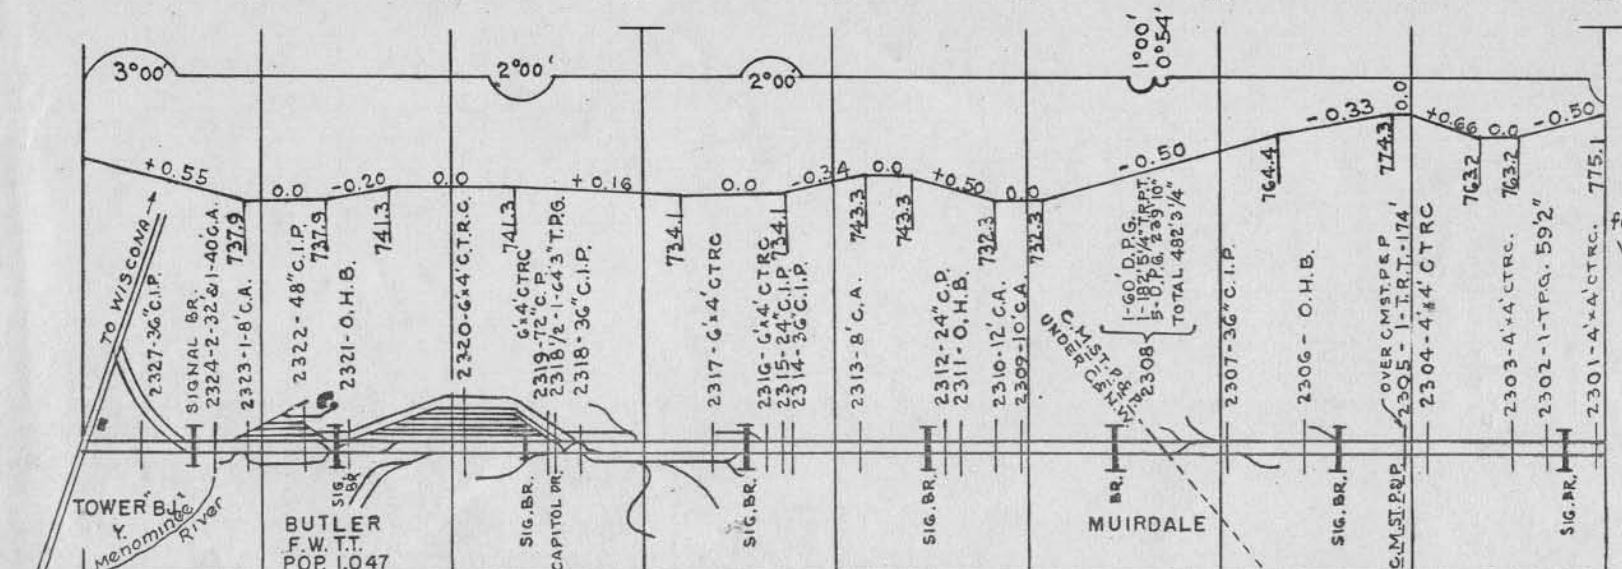 3°00'
2°00'
2°00'
1°00'
0°54'
+0.55
0.0
-0.20
0.0
+0.16
0.0
-0.34
0.0
+0.50
0.0
-0.50
-0.33
0.0
+0.66
0.0
-0.50
737.9
737.9
741.3
741.3
734.1
734.1
743.3
743.3
732.3
732.3
764.4
774.3
763.2
763.2
775.1
TO WISCONA →
2327-36"C.I.P.
SIGNAL BR.
2324-2-32'&1-40'G.A.
2323-1-8'C.A.
2322-48"C.I.P.
2321-O.H.B.
2320-6'x4'C.T.R.C.
6'x4'CTRC
2319-72"C.P.
2318 1/2-1-64'3"T.P.G.
2318-36"C.I.P.
2317-6'x4'CTRC
2316-6'x4'CTRC
2315-24"C.I.P.
2314-36"C.I.P.
2313-8'C.A.
2312-24"C.P.
2311-O.H.B.
2310-12'C.A.
2309-10'C.A.
C.M.ST.P.
UNDER
2308
1-60' D.P.G.
1-182'5 1/4" T.R.P.T.
5-D.P.G. 239'10"
TOTAL 482'3 1/4"
2307-36"C.I.P.
2306-O.H.B.
OVER C.M.ST.P.&P
2305-1-T.R.T.-174'
2304-4'x4'CTRC
2303-4'x4'CTRC.
2302-1-T.P.G. 59'2"
2301-4'x4'CTRC.
TOWER "BJ"
Y.
Menominee
River
BUTLER
F.W.T.T.
POP. 1,047
SIG. BR.
SIG. BR.
CAPITOL DR.
SIG. BR.
SIG. BR.
BR.
MUIRDALE
SIG. BR.
C.M.ST.P.&P.
SIG. BR.